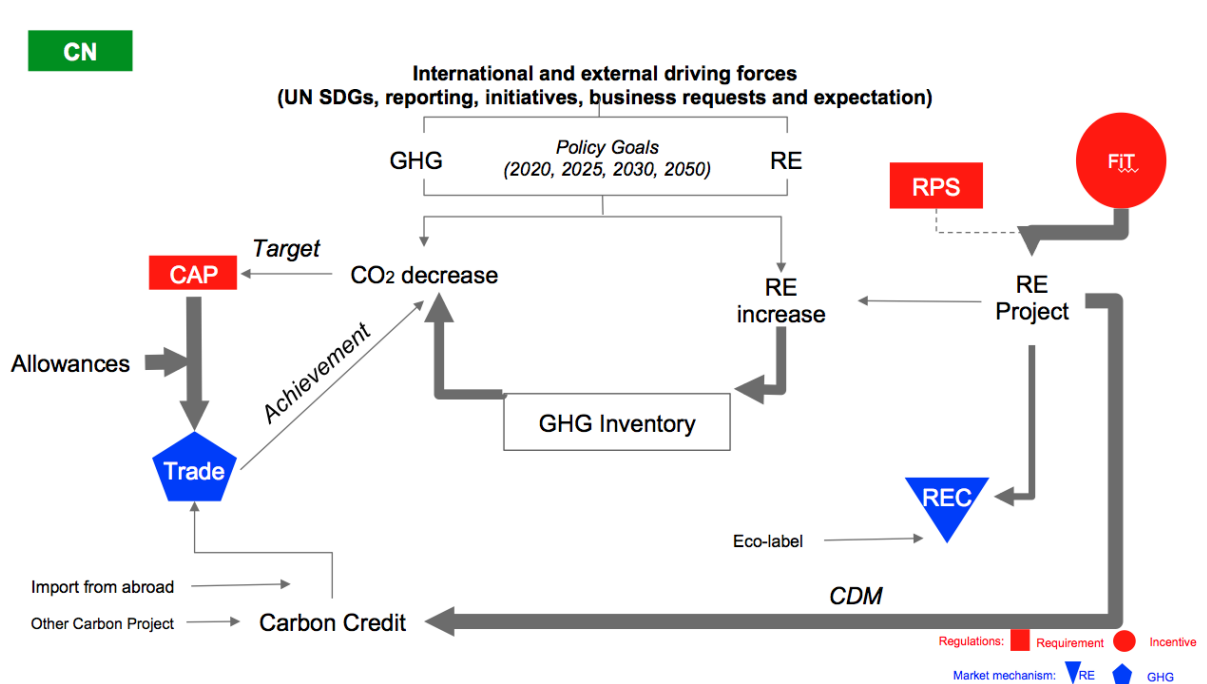 CN
International and external driving forces
(UN SDGs, reporting, initiatives, business requests and expectation)
GHG
Policy Goals
(2020, 2025, 2030, 2050)
RE
RPS
FiT
Target
CAP
CO2 decrease
RE
increase
RE
Project
Allowances
Achievement
GHG Inventory
Trade
REC
Eco-label
Import from abroad
Other Carbon Project
Carbon Credit
CDM
Regulations: Requirement Incentive
Market mechanism: RE GHG